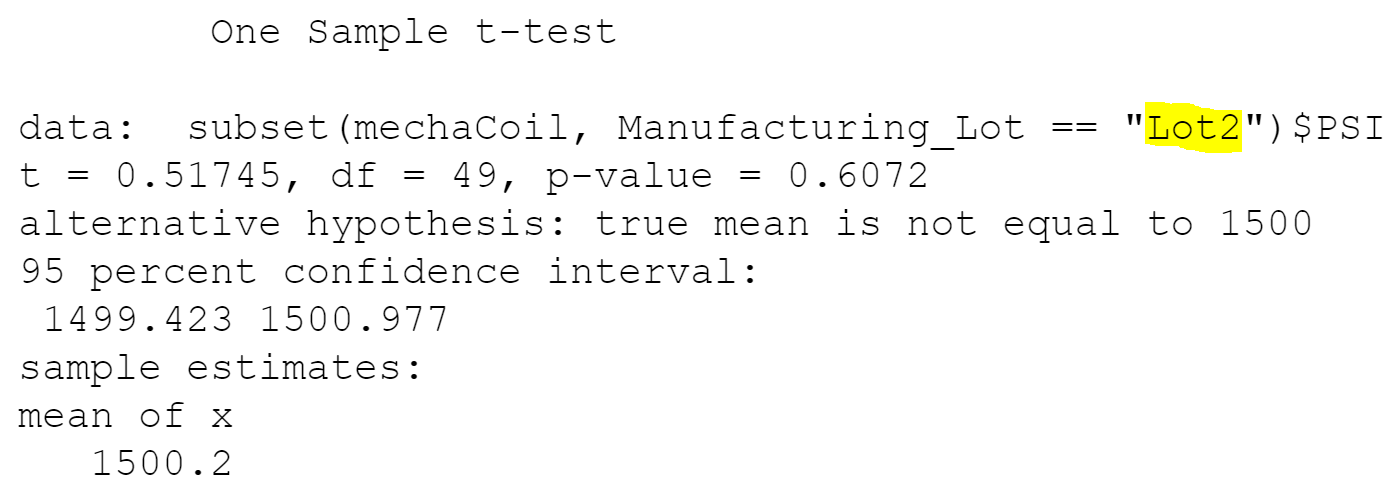 One Sample t-test
data: subset(mechaCoil, Manufacturing_Lot == "Lot2")$PSI
t = 0.51745, df = 49, p-value = 0.6072
alternative hypothesis: true mean is not equal to 1500
95 percent confidence interval:
1499.423 1500.977
sample estimates:
mean of x
1500.2